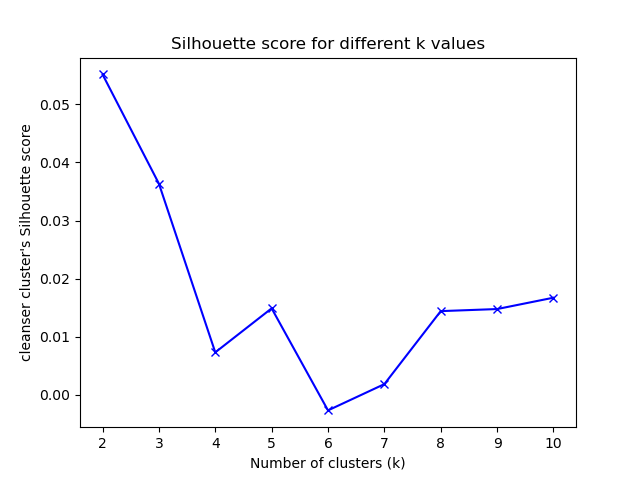 Silhouette score for different k values
cleanser cluster's Silhouette score
0.05
0.04
0.03
0.02
0.01
0.00
2 3 4 5 6 7 8 9 10
Number of clusters (k)